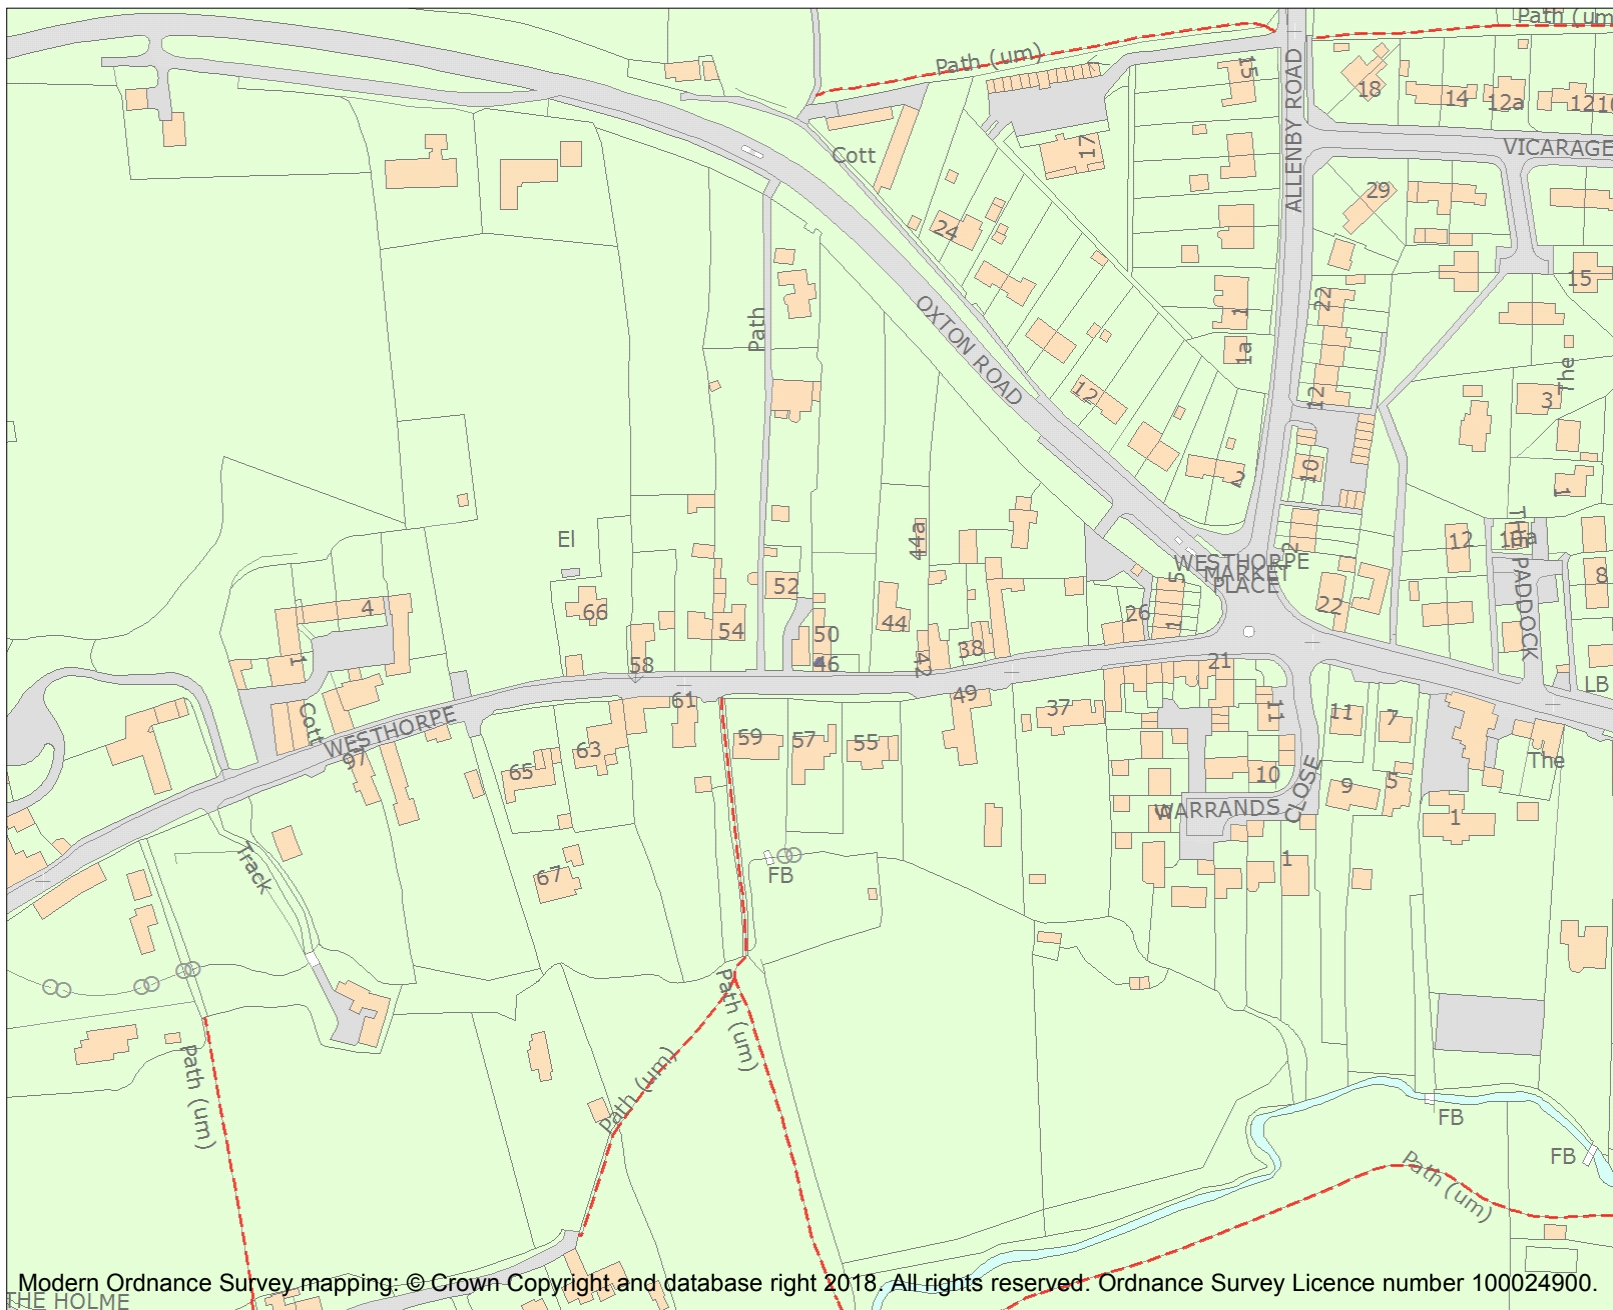 Path (um)
Path (um)
15
18
14
12a
12
Cott
17
ALLENBY ROAD
VICARAGE
29
24
15
22
1
OXTON ROAD
Path
1a
The
12
12
3
10
2
1
El
44a
2
12
THE PADDOCK
WESTHORPE
MARKET
PLACE
5
8
52
4
66
22
26
54
50
44
1
38
58
46
42
21
1
LB
61
49
37
11
11
7
Cott
WESTHORPE
59
57
55
63
97
The
65
10
9
5
CLOSE
WARRANDS
1
Track
67
FB
1
Path (um)
Path (um)
Path (um)
FB
FB
Path (um)
Modern Ordnance Survey mapping: © Crown Copyright and database right 2018. All rights reserved. Ordnance Survey Licence number 100024900.
THE HOLME